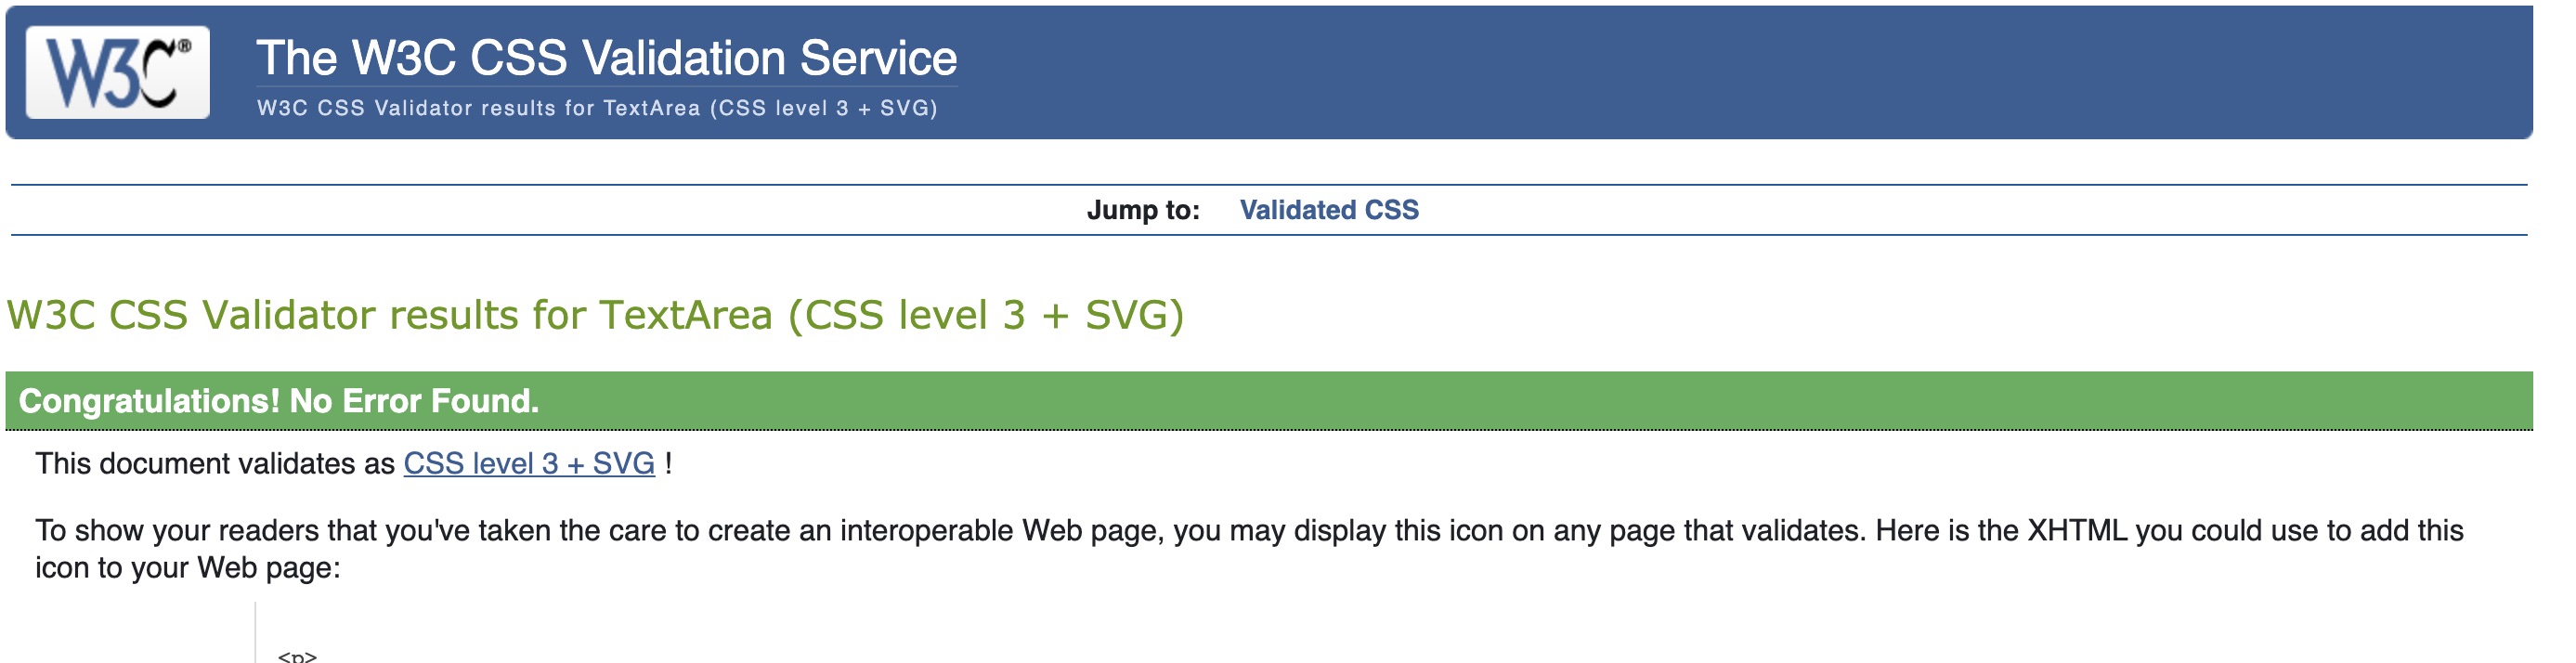 W3C®
The W3C CSS Validation Service
W3C CSS Validator results for TextArea (CSS level 3 + SVG)
Jump to: Validated CSS
W3C CSS Validator results for TextArea (CSS level 3 + SVG)
Congratulations! No Error Found.
This document validates as CSS level 3 + SVG !
To show your readers that you've taken the care to create an interoperable Web page, you may display this icon on any page that validates. Here is the XHTML you could use to add this
icon to your Web page:
<p>